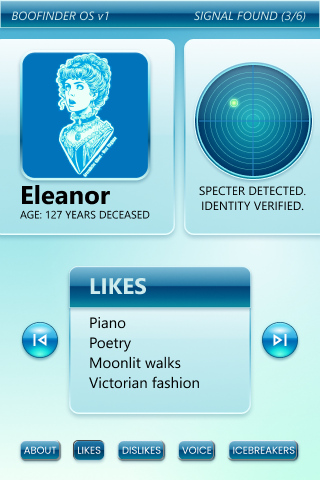 BOOFINDER OS v1
SIGNAL FOUND (3/6)
Eleanor
AGE: 127 YEARS DECEASED
SPECTER DETECTED.
IDENTITY VERIFIED.
LIKES
Piano
Poetry
Moonlit walks
Victorian fashion
ABOUT
LIKES
DISLIKES
VOICE
ICEBREAKERS